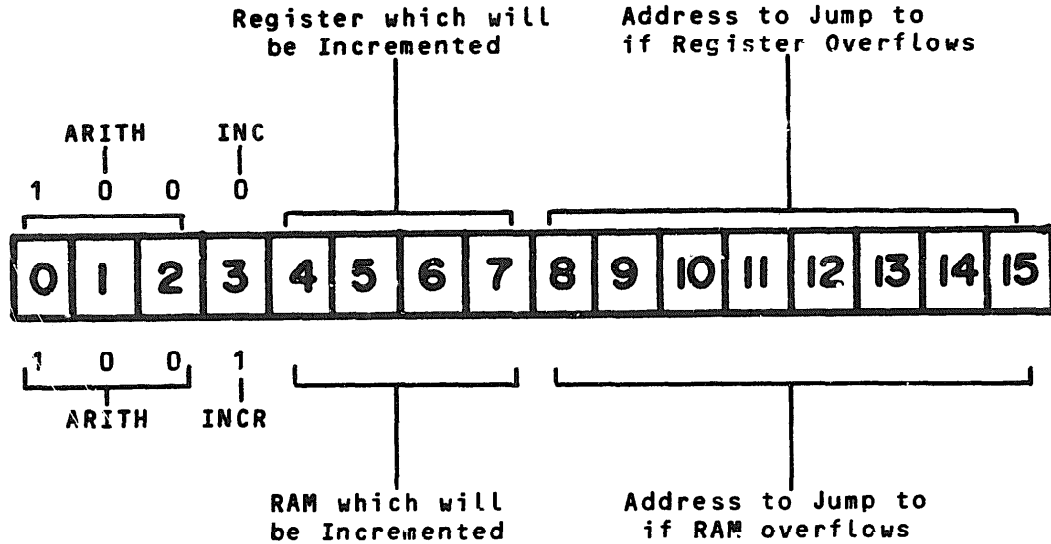 Register which will
be Incremented
Address to Jump to
if Register Overflows
ARITH INC
1 0 0 0
0 1 2 3 4 5 6 7 8 9 10 11 12 13 14 15
1 0 0 1
ARITH INCR
RAM which will
be Incremented
Address to Jump to
if RAM overflows